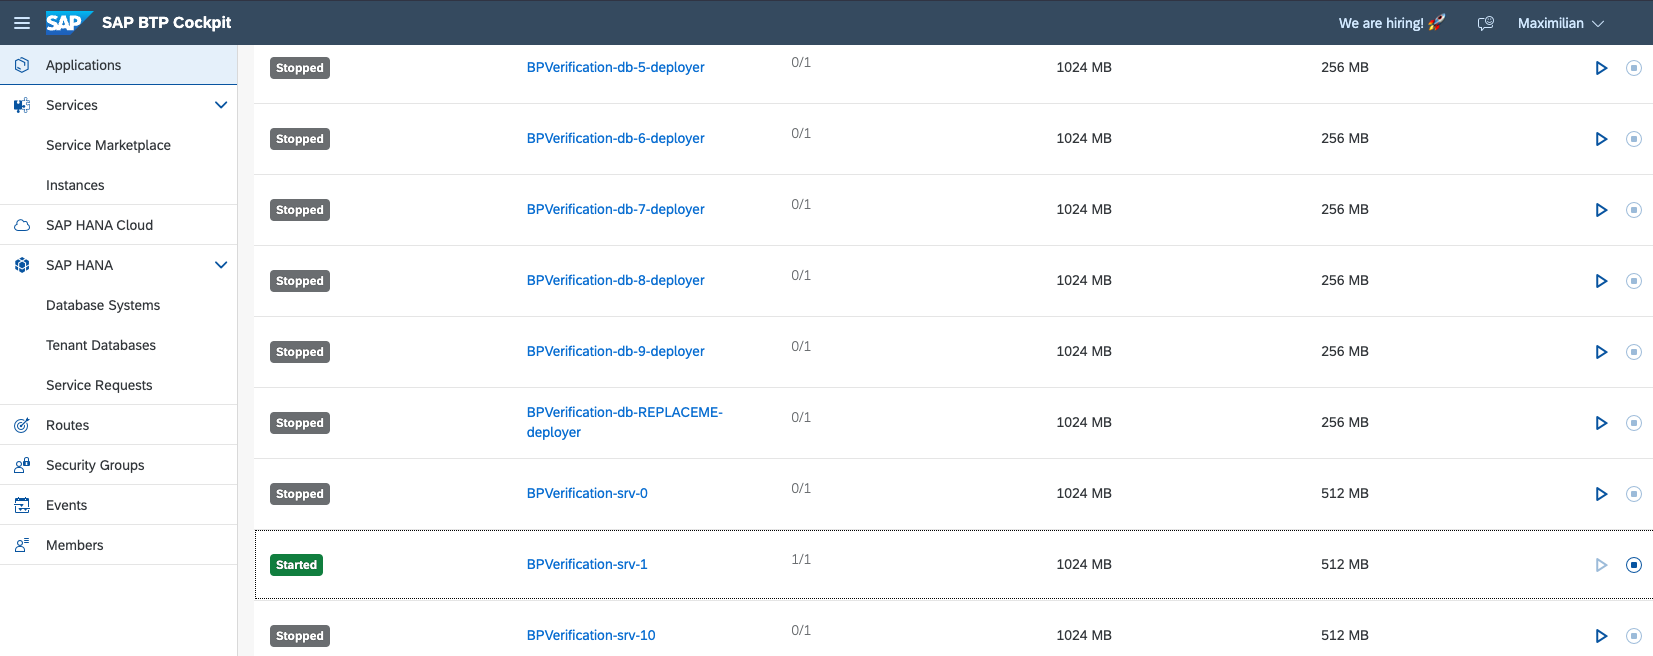 SAP SAP BTP Cockpit We are hiring! 🚀 Maximilian
Applications
Services
Service Marketplace
Instances
SAP HANA Cloud
SAP HANA
Database Systems
Tenant Databases
Service Requests
Routes
Security Groups
Events
Members
Stopped BPVerification-db-5-deployer 0/1 1024 MB 256 MB
Stopped BPVerification-db-6-deployer 0/1 1024 MB 256 MB
Stopped BPVerification-db-7-deployer 0/1 1024 MB 256 MB
Stopped BPVerification-db-8-deployer 0/1 1024 MB 256 MB
Stopped BPVerification-db-9-deployer 0/1 1024 MB 256 MB
Stopped BPVerification-db-REPLACEME- 0/1 1024 MB 256 MB
deployer
Stopped BPVerification-srv-0 0/1 1024 MB 512 MB
Started BPVerification-srv-1 1/1 1024 MB 512 MB
Stopped BPVerification-srv-10 0/1 1024 MB 512 MB